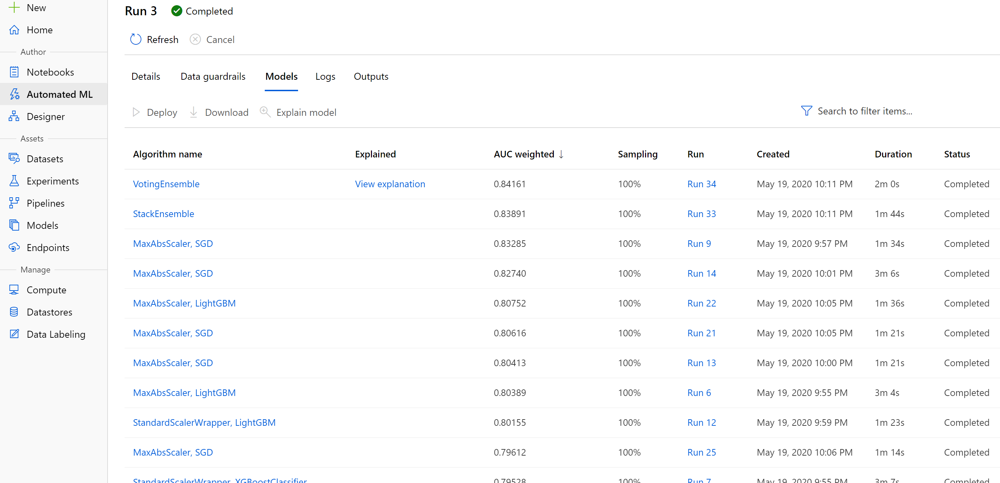 New
Home
Author
Notebooks
Automated ML
Designer
Assets
Datasets
Experiments
Pipelines
Models
Endpoints
Manage
Compute
Datastores
Data Labeling
Run 3 Completed
Refresh Cancel
Details Data guardrails Models Logs Outputs
Deploy Download Explain model Search to filter items...
Algorithm name Explained AUC weighted ↓ Sampling Run Created Duration Status
VotingEnsemble View explanation 0.84161 100% Run 34 May 19, 2020 10:11 PM 2m 0s Completed
StackEnsemble 0.83891 100% Run 33 May 19, 2020 10:11 PM 1m 44s Completed
MaxAbsScaler, SGD 0.83285 100% Run 9 May 19, 2020 9:57 PM 1m 34s Completed
MaxAbsScaler, SGD 0.82740 100% Run 14 May 19, 2020 10:01 PM 3m 6s Completed
MaxAbsScaler, LightGBM 0.80752 100% Run 22 May 19, 2020 10:05 PM 1m 36s Completed
MaxAbsScaler, SGD 0.80616 100% Run 21 May 19, 2020 10:05 PM 1m 21s Completed
MaxAbsScaler, SGD 0.80413 100% Run 13 May 19, 2020 10:00 PM 1m 21s Completed
MaxAbsScaler, LightGBM 0.80389 100% Run 6 May 19, 2020 9:55 PM 3m 4s Completed
StandardScalerWrapper, LightGBM 0.80155 100% Run 12 May 19, 2020 9:59 PM 1m 23s Completed
MaxAbsScaler, SGD 0.79612 100% Run 25 May 19, 2020 10:06 PM 1m 14s Completed
StandardScalerWrapper, XGBoostClassifier 0.79528 100% Run 7 May 19, 2020 9:55 PM 3m 7s Completed